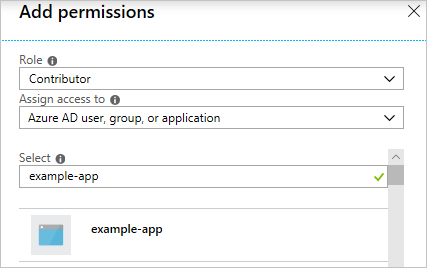 Add permissions
Role
Contributor
Assign access to
Azure AD user, group, or application
Select
example-app
example-app